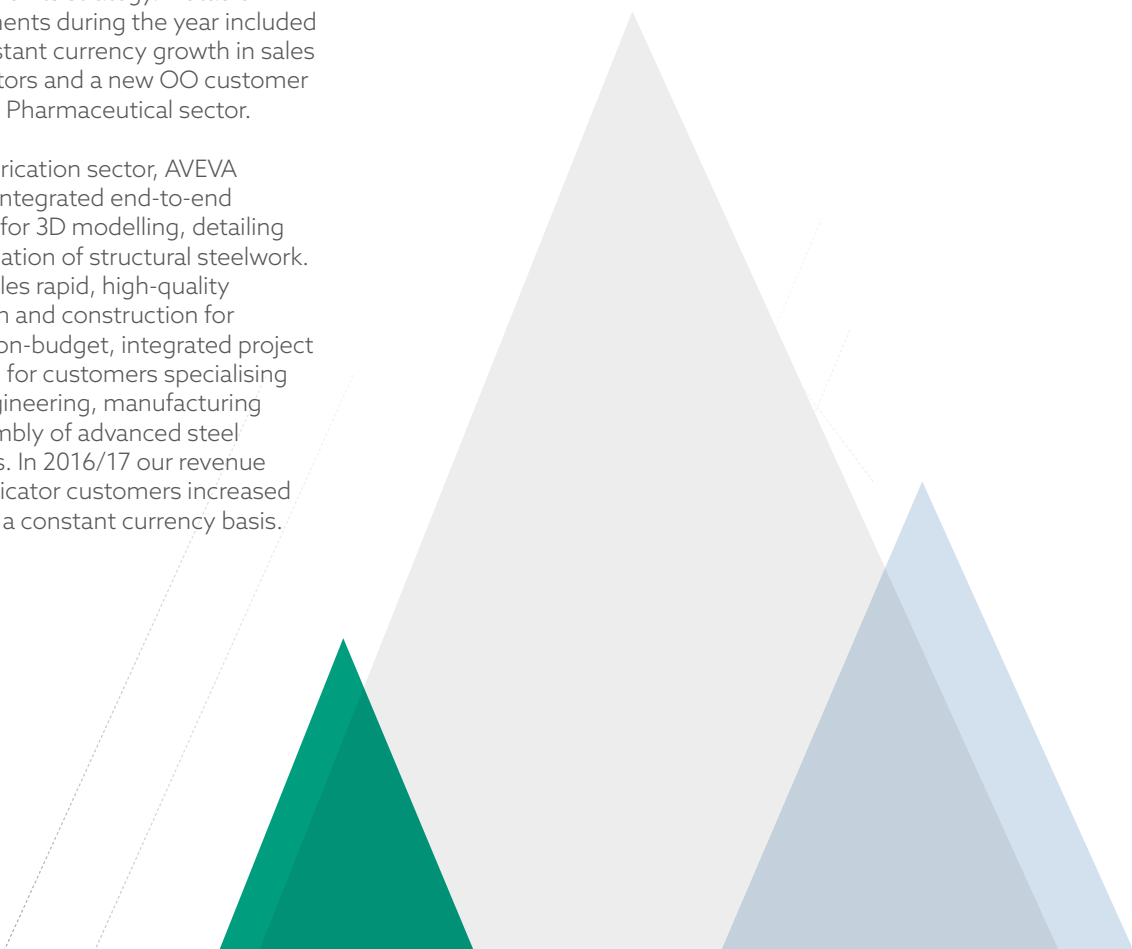 ments during the year included
stant currency growth in sales
tors and a new OO customer
Pharmaceutical sector.
rication sector, AVEVA
ntegrated end-to-end
for 3D modelling, detailing
ation of structural steelwork.
les rapid, high-quality
n and construction for
on-budget, integrated project
for customers specialising
gineering, manufacturing
mbly of advanced steel
s. In 2016/17 our revenue
icator customers increased
a constant currency basis.